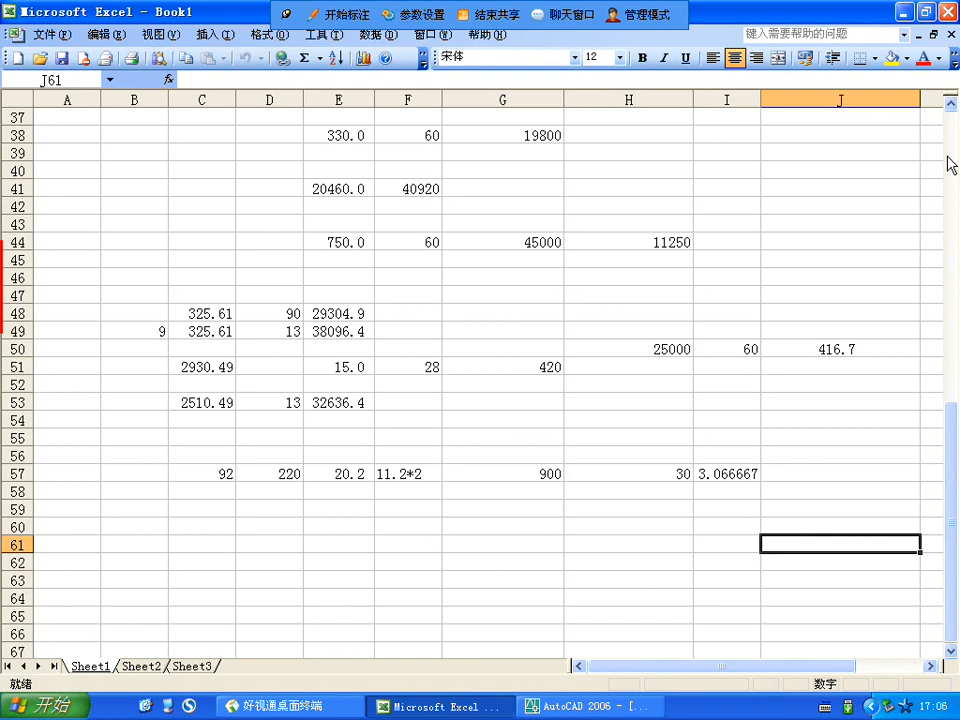 Microsoft Excel - Book1
开始标注 参数设置 结束共享 聊天窗口 管理模式
文件(F) 编辑(E) 视图(V) 插入(I) 格式(O) 工具(T) 数据(D) 窗口(W) 帮助(H) 键入需要帮助的问题
宋体 12 B I U
J61 fx
A B C D E F G H I J
37
38 330.0 60 19800
39
40
41 20460.0 40920
42
43
44 750.0 60 45000 11250
45
46
47
48 325.61 90 29304.9
49 9 325.61 13 38096.4
50 25000 60 416.7
51 2930.49 15.0 28 420
52
53 2510.49 13 32636.4
54
55
56
57 92 220 20.2 11.2*2 900 30 3.066667
58
59
60
61
62
63
64
65
66
67
Sheet1 Sheet2 Sheet3
就绪 数字
开始 好视通桌面终端 Microsoft Excel ... AutoCAD 2006 - [... 17:06